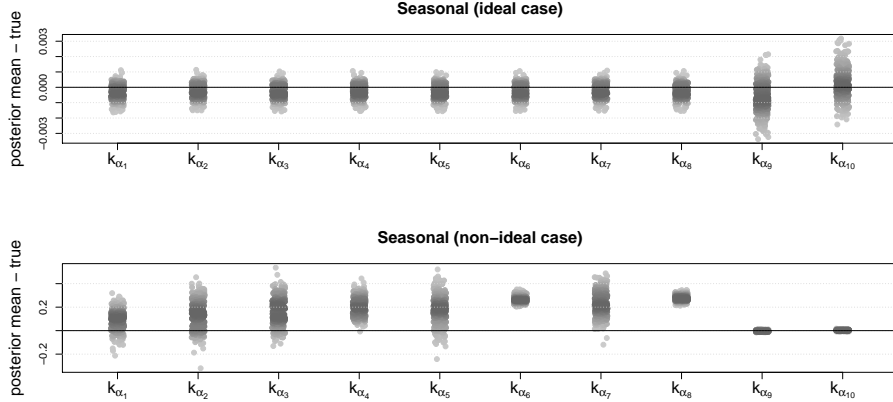 Seasonal (ideal case)
posterior mean − true
0.003
0.000
−0.003
kα1 kα2 kα3 kα4 kα5 kα6 kα7 kα8 kα9 kα10
Seasonal (non−ideal case)
posterior mean − true
0.2
−0.2
kα1 kα2 kα3 kα4 kα5 kα6 kα7 kα8 kα9 kα10